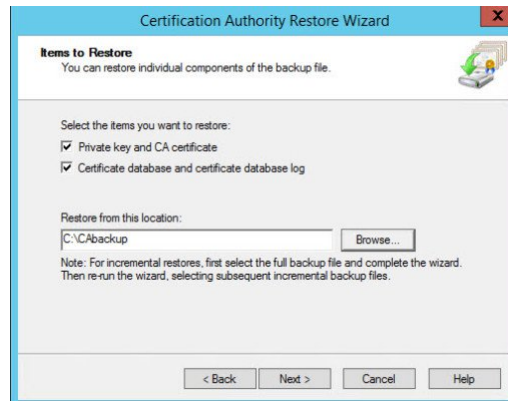 Certification Authority Restore Wizard
x
Items to Restore
You can restore individual components of the backup file.
Select the items you want to restore:
Private key and CA certificate
Certificate database and certificate database log
Restore from this location:
C:\CAbackup
Browse...
Note: For incremental restores, first select the full backup file and complete the wizard.
Then re-run the wizard, selecting subsequent incremental backup files.
< Back Next > Cancel Help